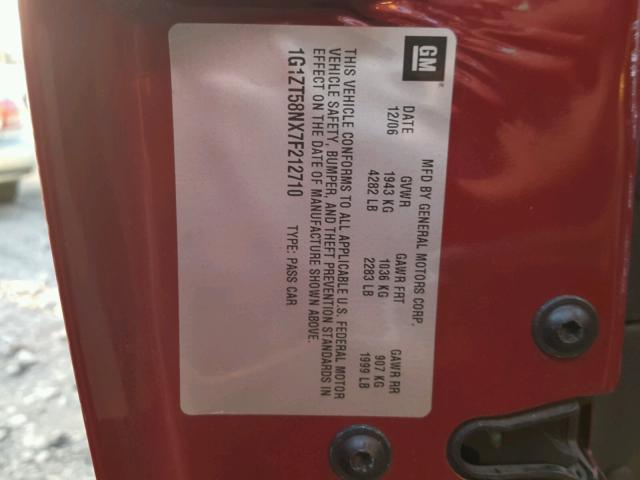 GM
MFD BY GENERAL MOTORS CORP.
DATE GVWR GAWR FRT GAWR RR
12/06 1943 KG 1036 KG 907 KG
4282 LB 2283 LB 1999 LB
THIS VEHICLE CONFORMS TO ALL APPLICABLE U.S. FEDERAL MOTOR
VEHICLE SAFETY, BUMPER, AND THEFT PREVENTION STANDARDS IN
EFFECT ON THE DATE OF MANUFACTURE SHOWN ABOVE.
1G1ZT58NX7F212710 TYPE: PASS CAR